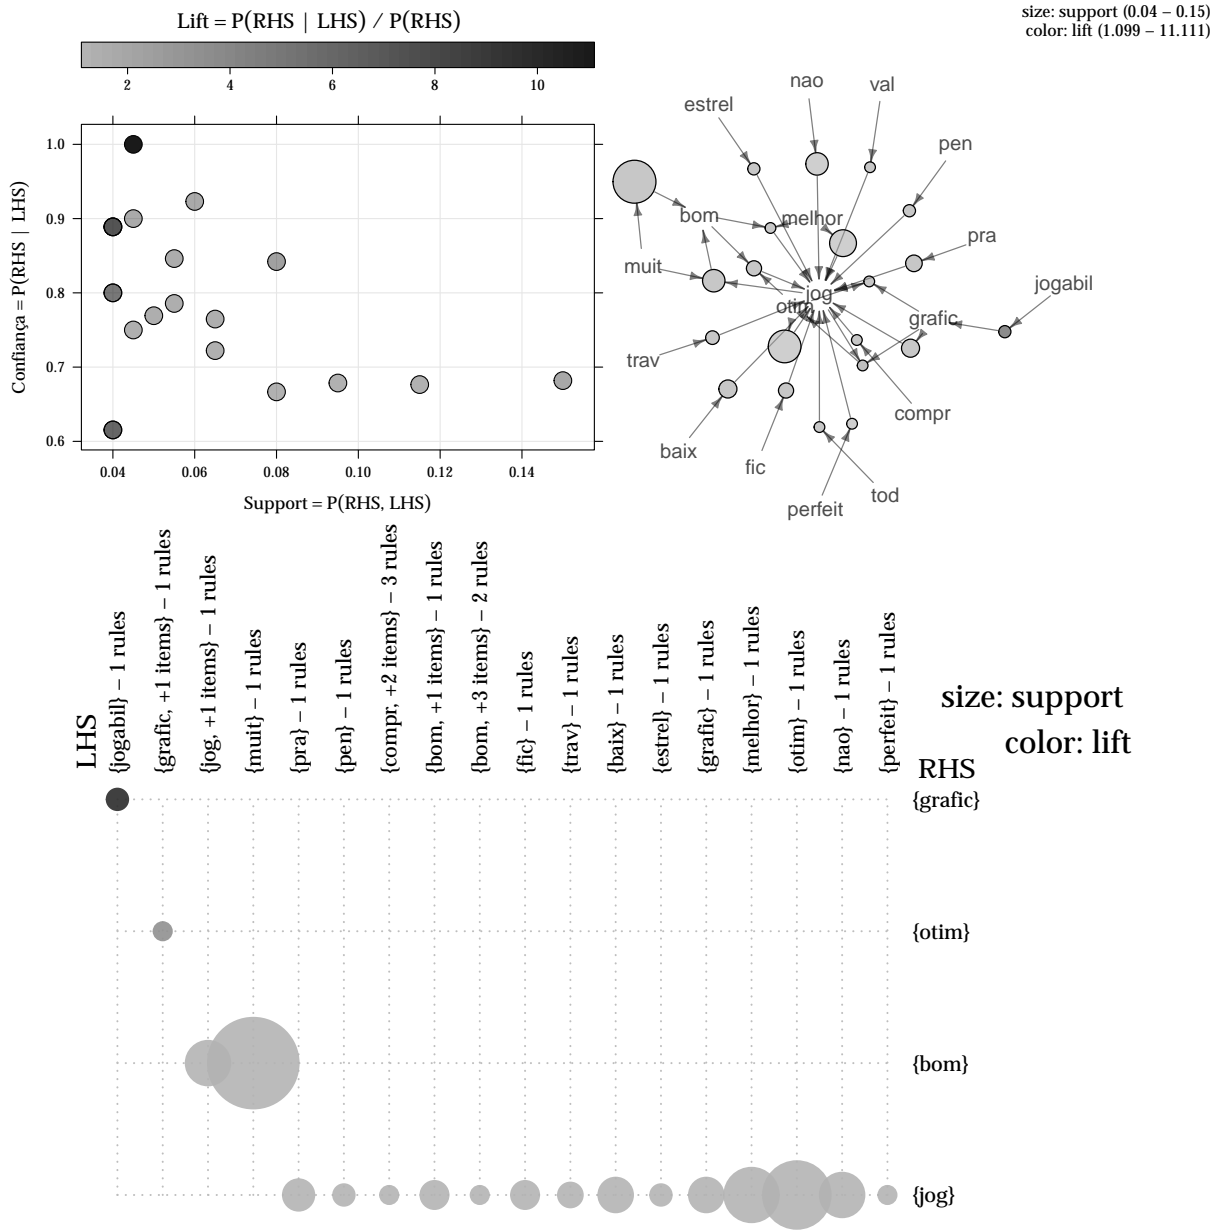 Lift = P(RHS | LHS) / P(RHS)
2 4 6 8 10
Confiança = P(RHS | LHS)
1.0
0.9
0.8
0.7
0.6
0.04 0.06 0.08 0.10 0.12 0.14
Support = P(RHS, LHS)
size: support (0.04 – 0.15)
color: lift (1.099 – 11.111)
nao
val
estrel
pen
bom
melhor
pra
muit
jogabil
jog
otim
grafic
trav
compr
baix
fic
tod
perfeit
LHS
{jogabil} – 1 rules
{grafic, +1 items} – 1 rules
{jog, +1 items} – 1 rules
{muit} – 1 rules
{pra} – 1 rules
{pen} – 1 rules
{compr, +2 items} – 3 rules
{bom, +1 items} – 1 rules
{bom, +3 items} – 2 rules
{fic} – 1 rules
{trav} – 1 rules
{baix} – 1 rules
{estrel} – 1 rules
{grafic} – 1 rules
{melhor} – 1 rules
{otim} – 1 rules
{nao} – 1 rules
{perfeit} – 1 rules
size: support
color: lift
RHS
{grafic}
{otim}
{bom}
{jog}